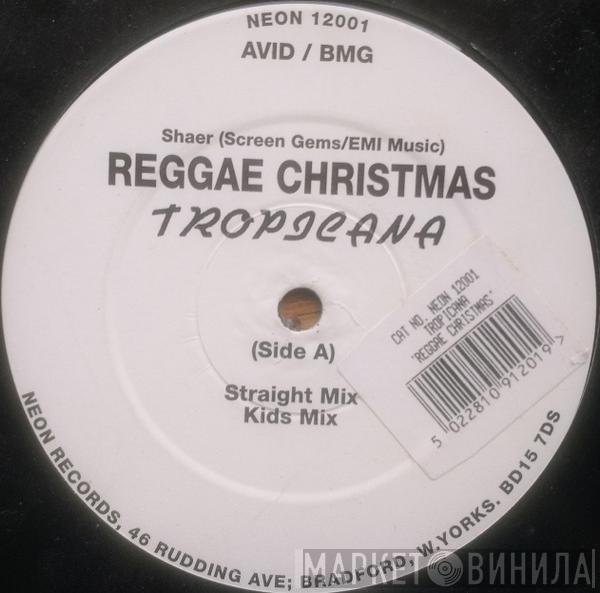 NEON 12001
AVID / BMG
Shaer (Screen Gems/EMI Music)
REGGAE CHRISTMAS
TROPICANA
(Side A)
Straight Mix
Kids Mix
CAT NO. NEON 12001
TROPICANA
"REGGAE CHRISTMAS"
5 022810 912019 >
NEON RECORDS, 46 RUDDING AVE; BRADFORD, W.YORKS. BD15 7DS
МАРКЕТ ВИНИЛА